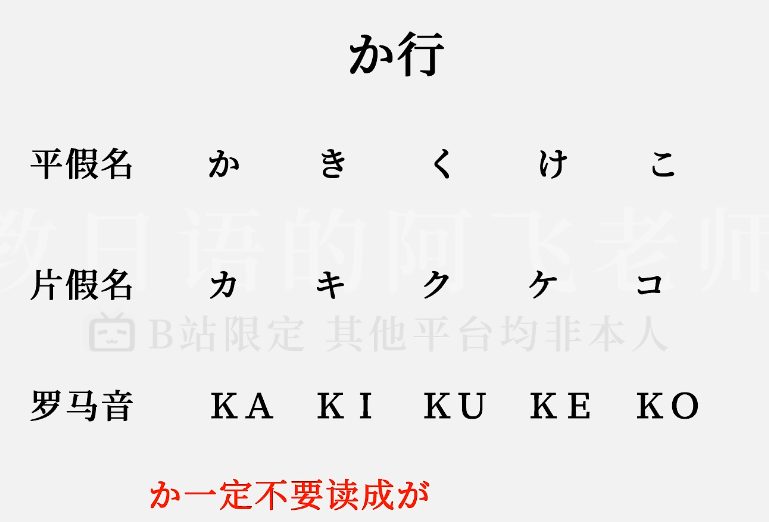 か行
平假名 か き く け こ
教日语的阿飞老师
片假名 カ キ ク ケ コ
B站限定 其他平台均非本人
罗马音 KA KI KU KE KO
か一定不要读成が